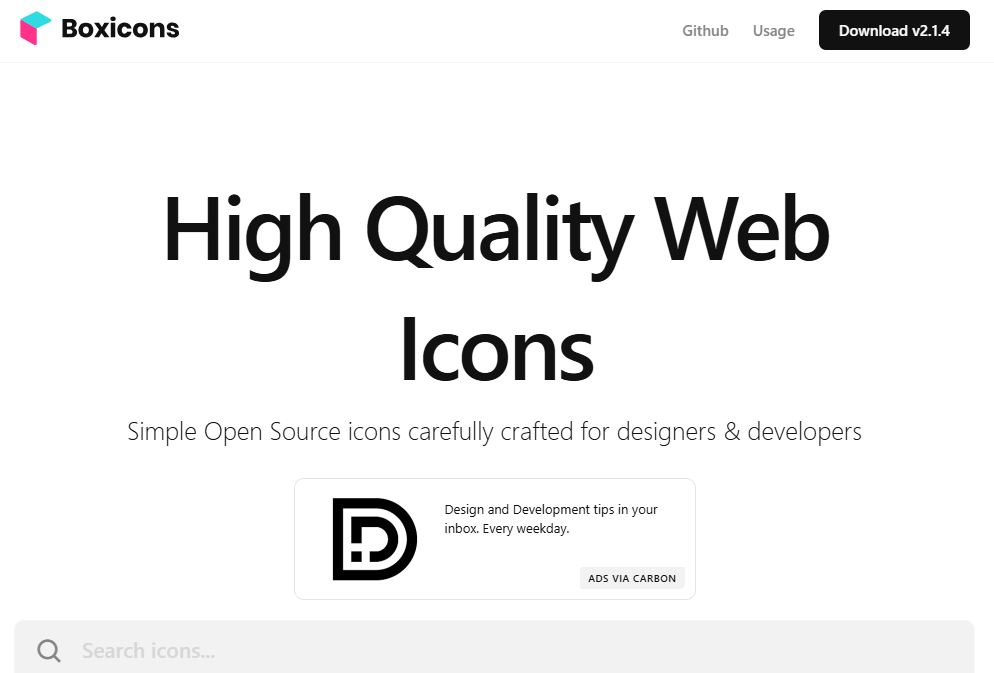 Boxicons
Github
Usage
Download v2.1.4
High Quality Web
Icons
Simple Open Source icons carefully crafted for designers & developers
Design and Development tips in your
inbox. Every weekday.
ADS VIA CARBON
Search icons...